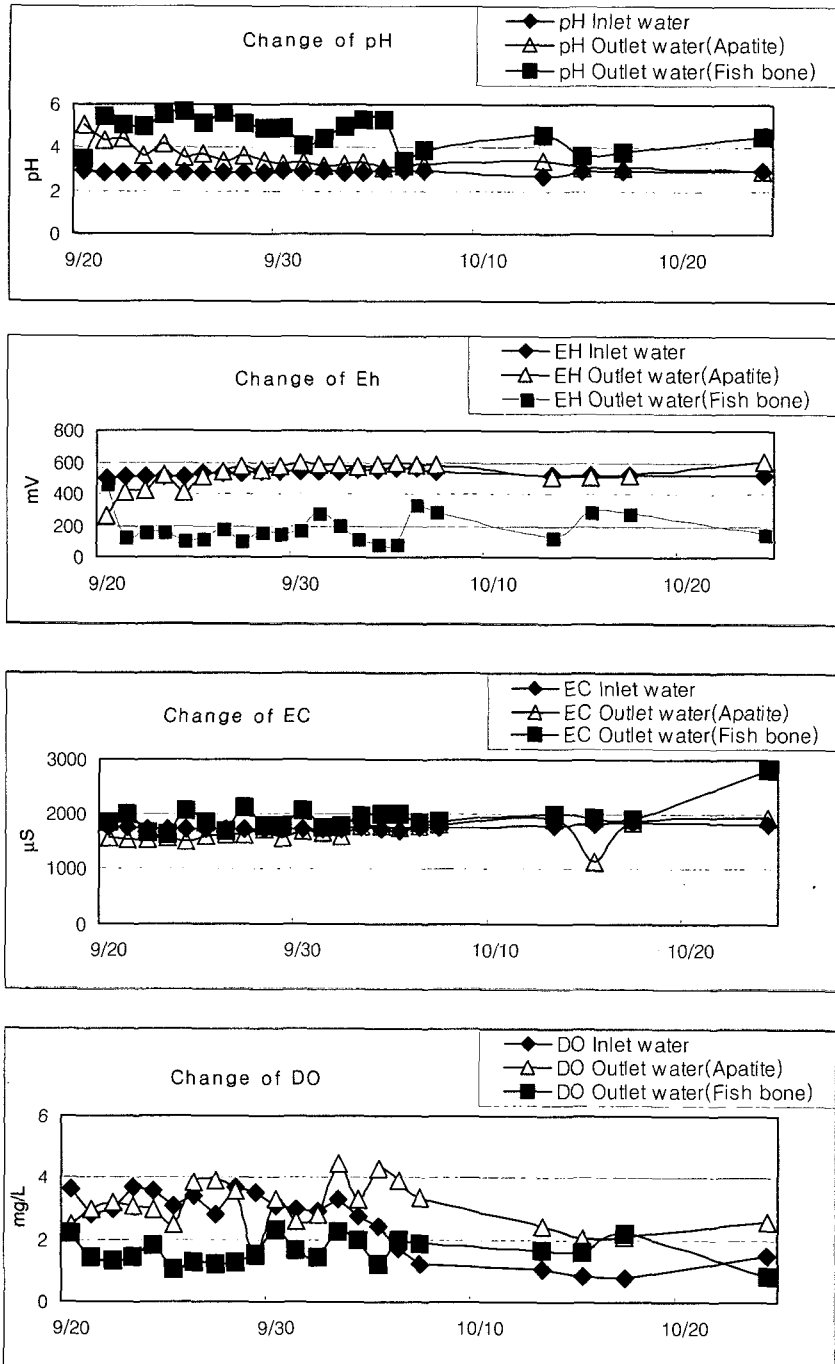 Change of pH
pH Inlet water
pH Outlet water(Apatite)
pH Outlet water(Fish bone)
6
4
2
0
pH
9/20
9/30
10/10
10/20
Change of Eh
EH Inlet water
EH Outlet water(Apatite)
EH Outlet water(Fish bone)
800
600
400
200
0
mV
9/20
9/30
10/10
10/20
Change of EC
EC Inlet water
EC Outlet water(Apatite)
EC Outlet water(Fish bone)
3000
2000
1000
0
µS
9/20
9/30
10/10
10/20
Change of DO
DO Inlet water
DO Outlet water(Apatite)
DO Outlet water(Fish bone)
6
4
2
0
mg/L
9/20
9/30
10/10
10/20